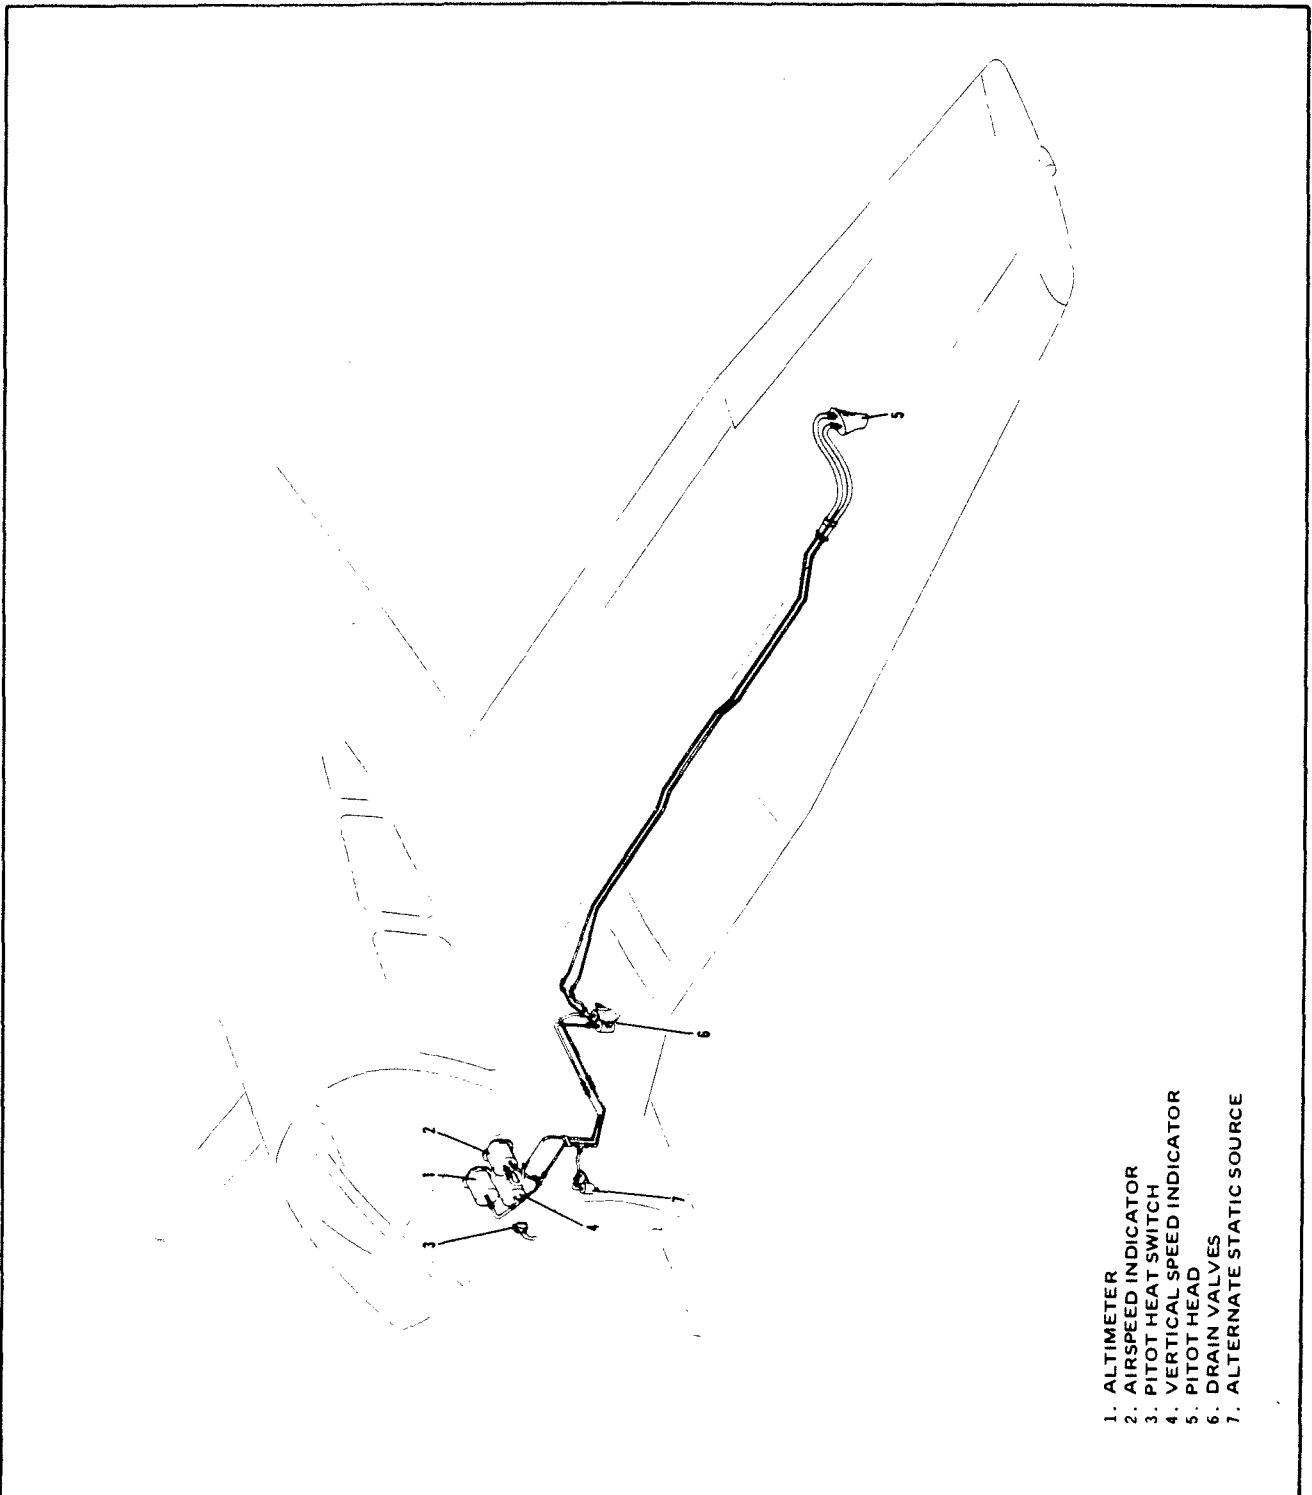 1. ALTIMETER
2. AIRSPEED INDICATOR
3. PITOT HEAT SWITCH
4. VERTICAL SPEED INDICATOR
5. PITOT HEAD
6. DRAIN VALVES
7. ALTERNATE STATIC SOURCE
3
1
2
4
7
6
5